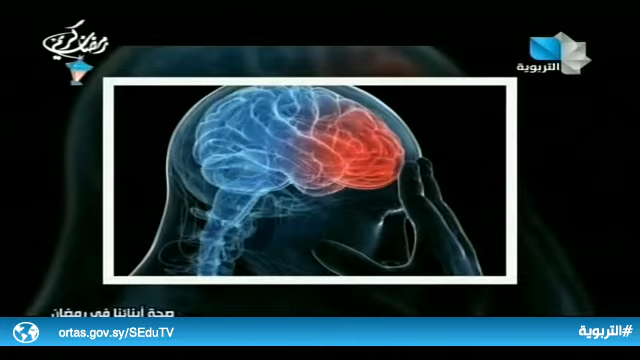 رمضان كريم
التربوية
صحة أبنائنا في رمضان
ortas.gov.sy/SEduTV
#التربوية